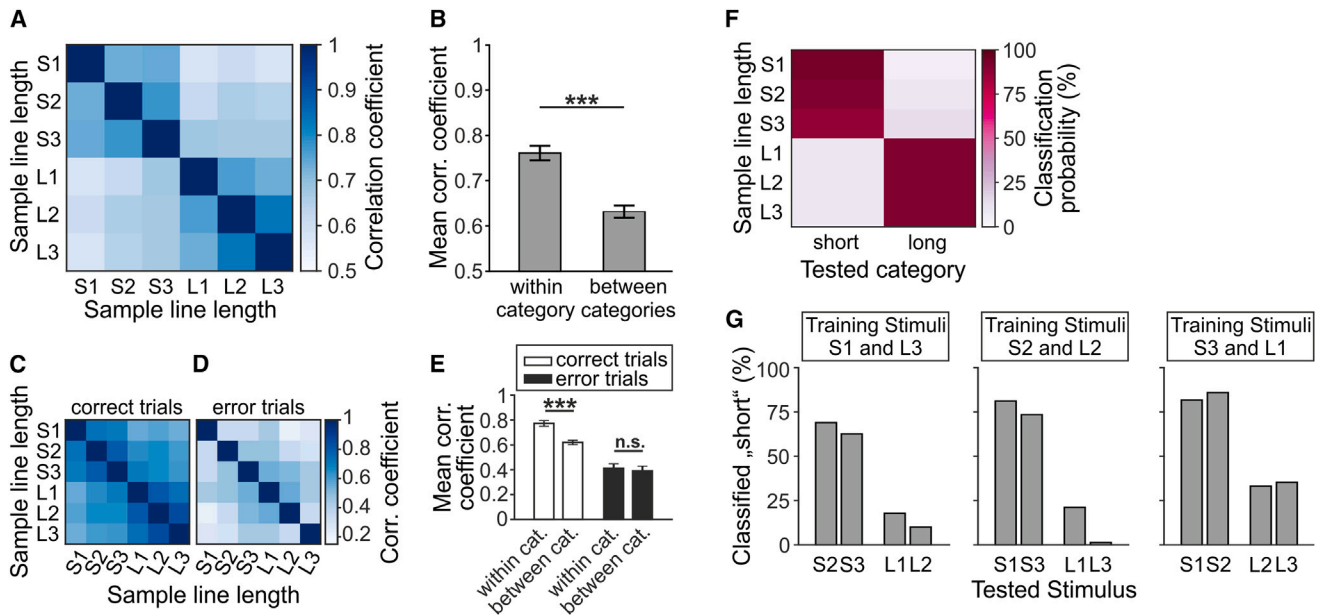 A
S1
S2
S3
L1
L2
L3
Sample line length
S1 S2 S3 L1 L2 L3
Sample line length
1
0.9
0.8
0.7
0.6
0.5
Correlation coefficient
B
Mean corr. coefficient
1
0.9
0.8
0.7
0.6
0.5
***
within between
category categories
C
correct trials
S1
S2
S3
L1
L2
L3
Sample line length
S1 S2 S3 L1 L2 L3
D
error trials
S1 S2 S3 L1 L2 L3
Sample line length
1
0.8
0.6
0.4
0.2
Corr. coefficient
E
correct trials
error trials
Mean corr.
coefficient
1
0.8
0.6
0.4
0.2
0
***
n.s.
within cat.
between cat.
within cat.
between cat.
F
S1
S2
S3
L1
L2
L3
Sample line length
short long
Tested category
100
75
50
25
0
Classification
probability (%)
G
Training Stimuli
S1 and L3
Training Stimuli
S2 and L2
Training Stimuli
S3 and L1
Classified „short“ (%)
100
75
50
25
0
S2 S3 L1 L2
S1 S3 L1 L3
S1 S2 L2 L3
Tested Stimulus